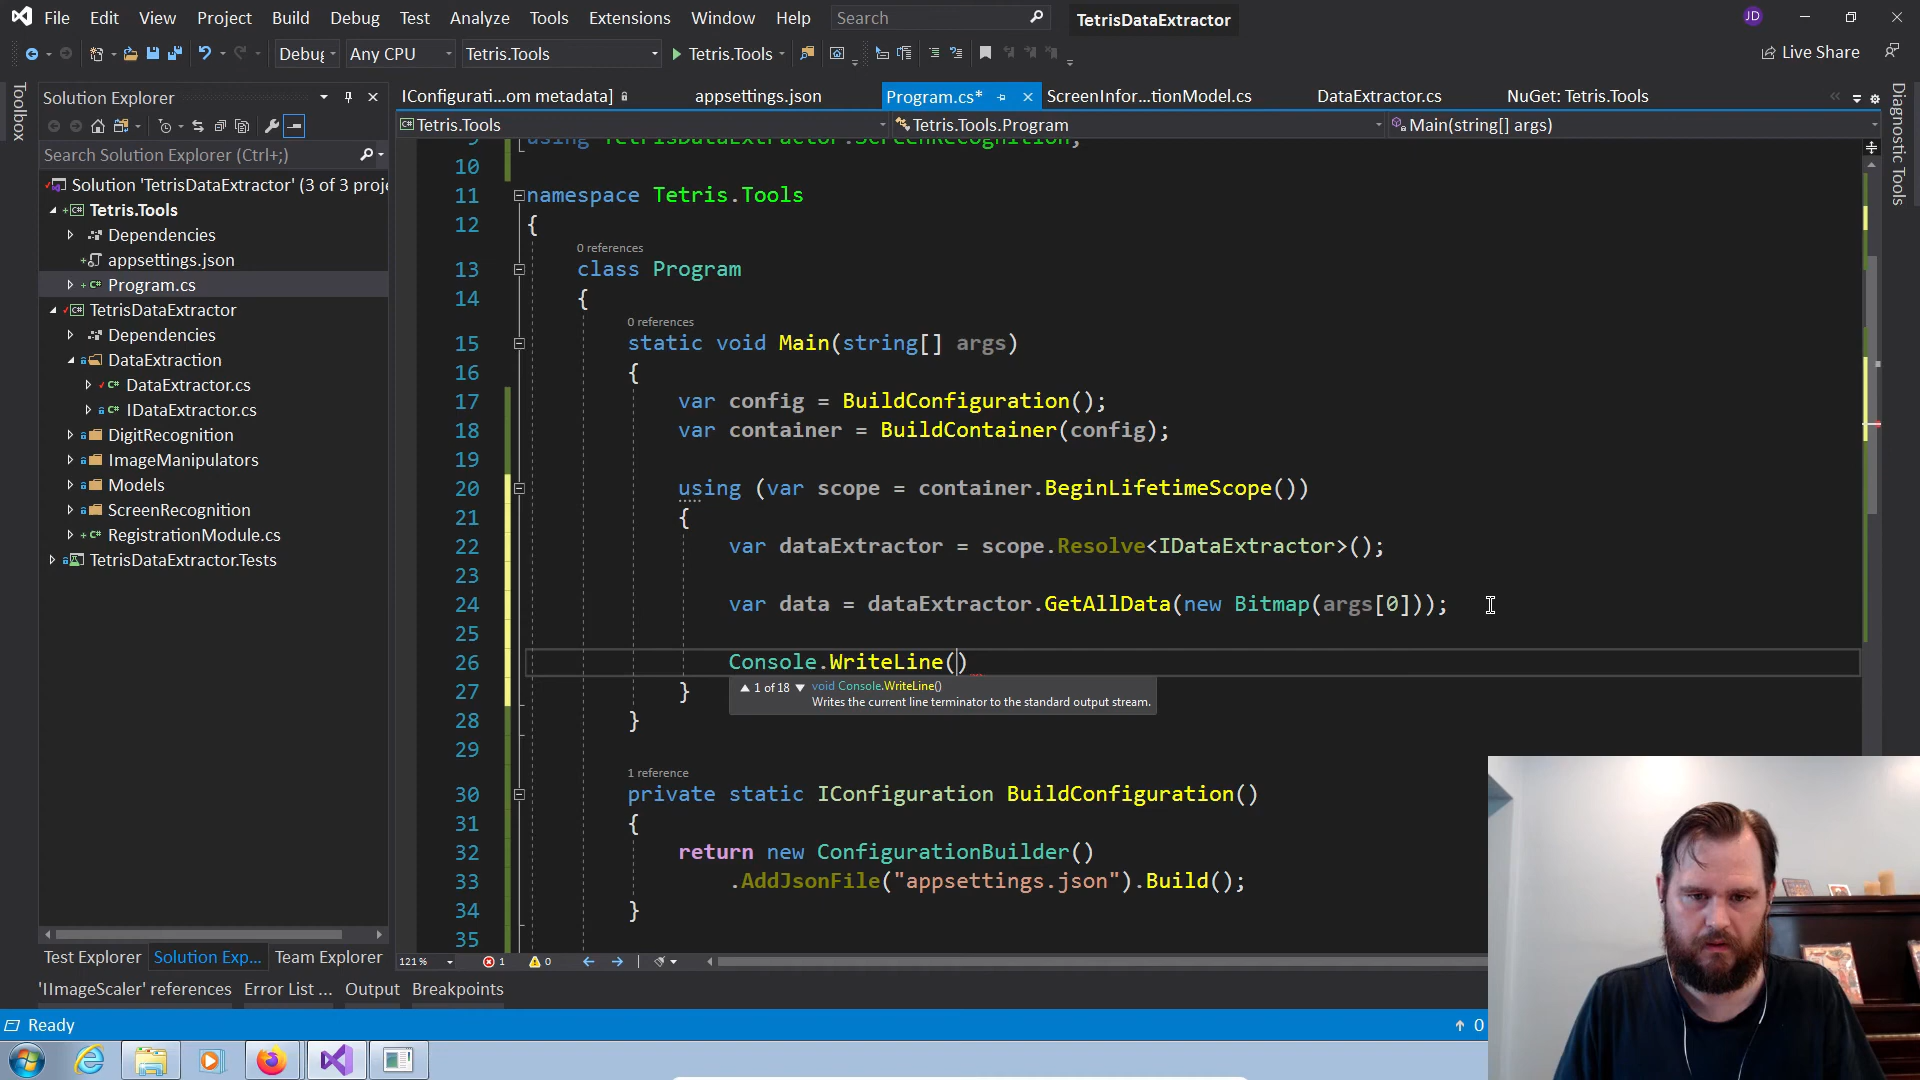 File Edit View Project Build Debug Test Analyze Tools Extensions Window Help Search TetrisDataExtractor JD
Debug Any CPU Tetris.Tools Tetris.Tools Live Share
Toolbox
Solution Explorer
Search Solution Explorer (Ctrl+;)
Solution 'TetrisDataExtractor' (3 of 3 proje
Tetris.Tools
Dependencies
appsettings.json
Program.cs
TetrisDataExtractor
Dependencies
DataExtraction
DataExtractor.cs
IDataExtractor.cs
DigitRecognition
ImageManipulators
Models
ScreenRecognition
RegistrationModule.cs
TetrisDataExtractor.Tests
Test Explorer Solution Exp... Team Explorer
IConfigurati...om metadata] appsettings.json Program.cs* ScreenInfor...tionModel.cs DataExtractor.cs NuGet: Tetris.Tools
Tetris.Tools Tetris.Tools.Program Main(string[] args)
9 using TetrisDataExtractor.ScreenRecognition;
10
11 namespace Tetris.Tools
12 {
0 references
13 class Program
14 {
0 references
15 static void Main(string[] args)
16 {
17 var config = BuildConfiguration();
18 var container = BuildContainer(config);
19
20 using (var scope = container.BeginLifetimeScope())
21 {
22 var dataExtractor = scope.Resolve<IDataExtractor>();
23
24 var data = dataExtractor.GetAllData(new Bitmap(args[0]));
25
26 Console.WriteLine()
1 of 18 void Console.WriteLine()
Writes the current line terminator to the standard output stream.
27 }
28 }
29
1 reference
30 private static IConfiguration BuildConfiguration()
31 {
32 return new ConfigurationBuilder()
33 .AddJsonFile("appsettings.json").Build();
34 }
35
121 % 1 0
Diagnostic Tools
'IImageScaler' references Error List ... Output Breakpoints
Ready 0